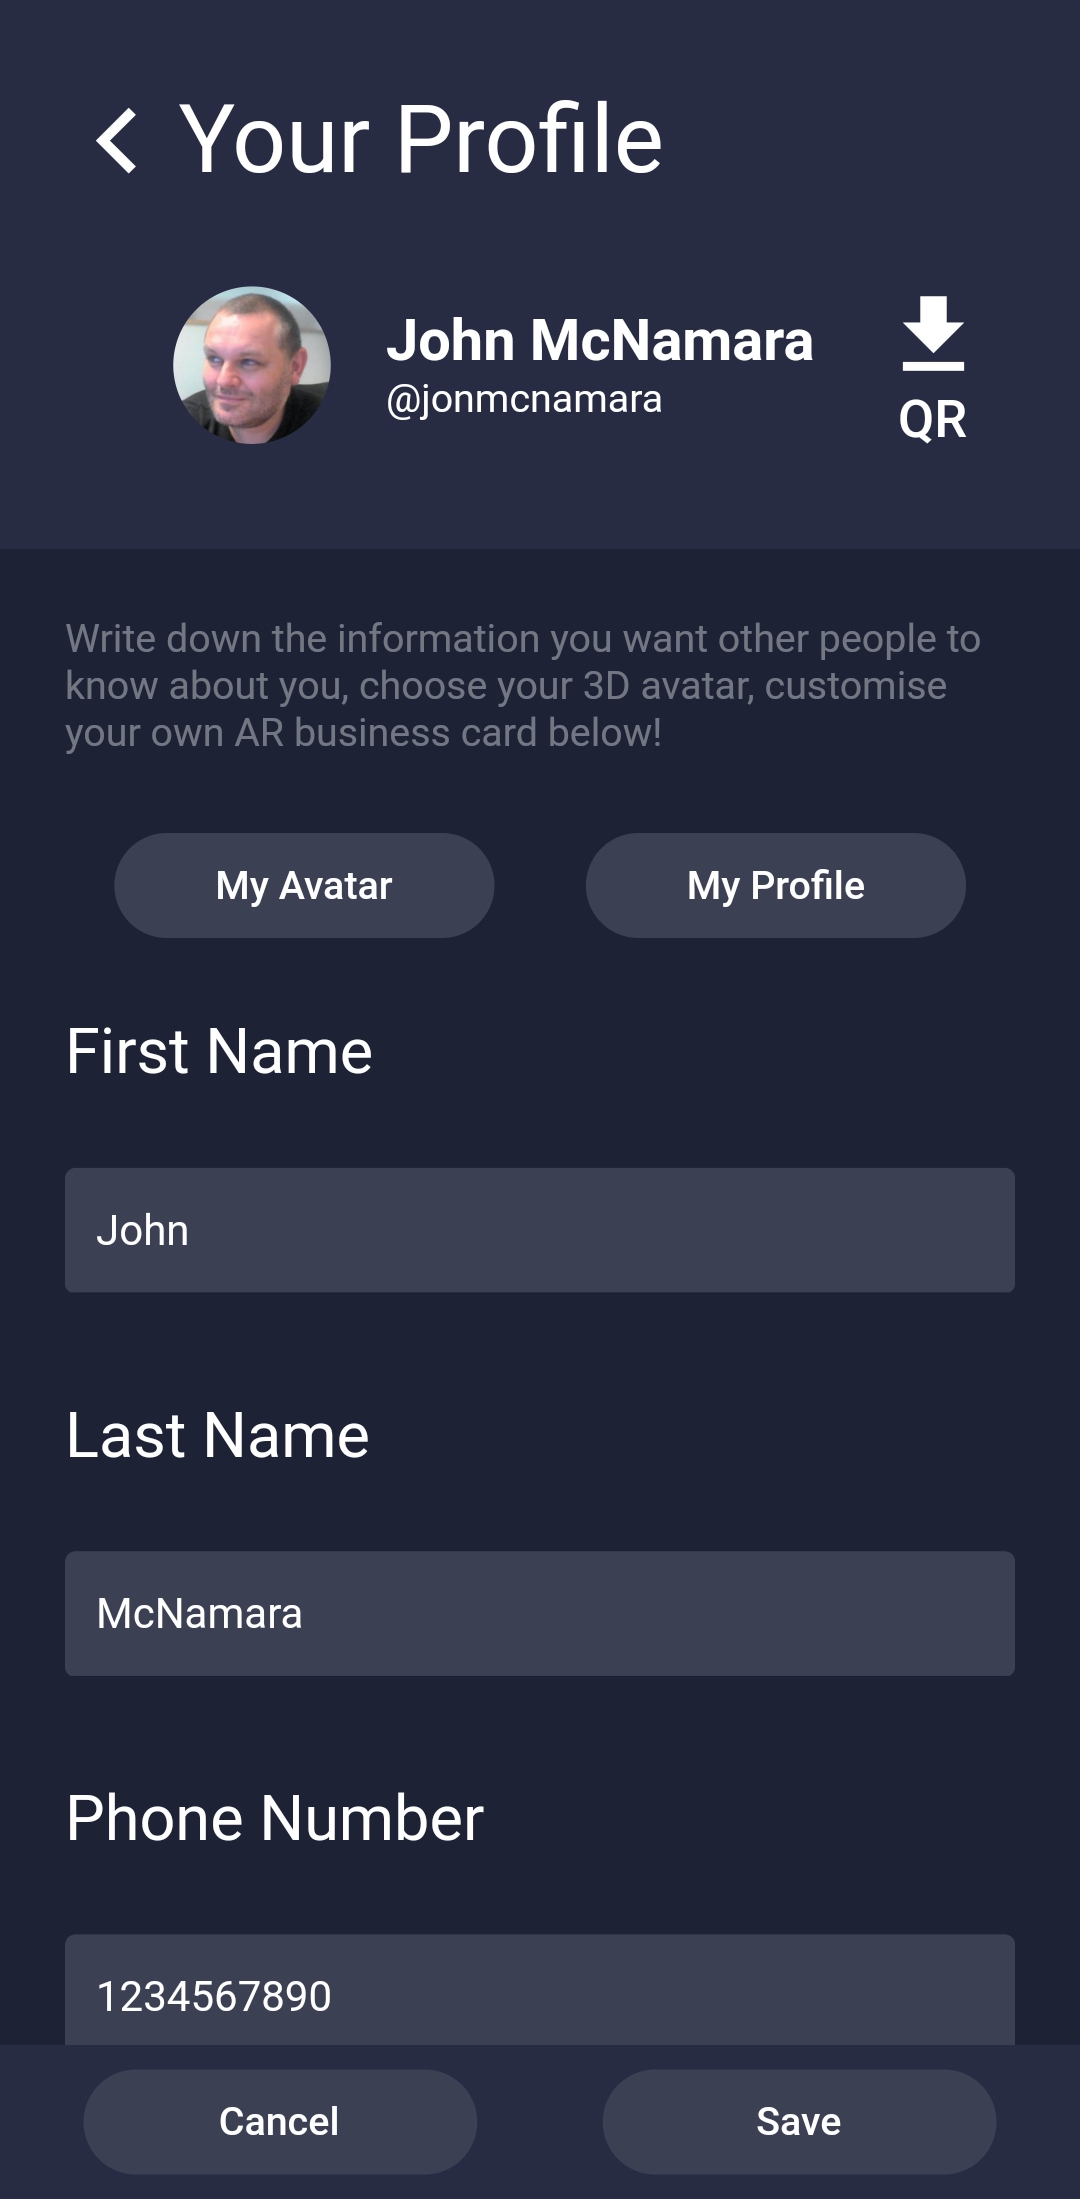 Your Profile
John McNamara
@jonmcnamara
QR
Write down the information you want other people to
know about you, choose your 3D avatar, customise
your own AR business card below!
My Avatar
My Profile
First Name
John
Last Name
McNamara
Phone Number
1234567890
Cancel
Save